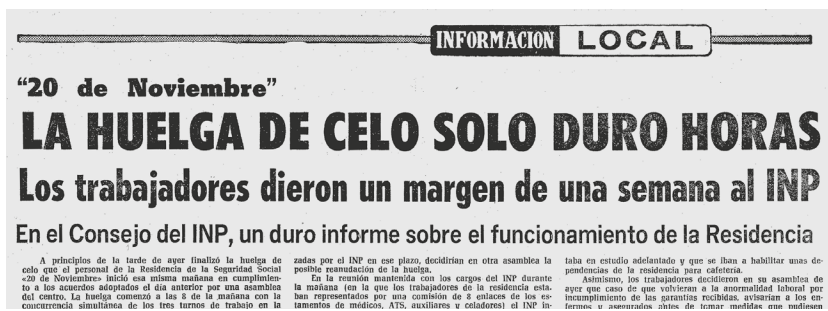 INFORMACION LOCAL
“20 de Noviembre”
LA HUELGA DE CELO SOLO DURO HORAS
Los trabajadores dieron un margen de una semana al INP
En el Consejo del INP, un duro informe sobre el funcionamiento de la Residencia
A principios de la tarde de ayer finalizó la huelga de
celo que el personal de la Residencia de la Seguridad Social
«20 de Noviembre» inició esa misma mañana en cumplimien-
to a los acuerdos adoptados el día anterior por una asamblea
del centro. La huelga comenzó a las 8 de la mañana con la
concurrencia simultánea de los tres turnos de trabajo en la
zadas por el INP en ese plazo, decidirían en otra asamblea la
posible reanudación de la huelga.
En la reunión mantenida con los cargos del INP durante
la mañana (en la que los trabajadores de la residencia esta-
ban representados por una comisión de 8 enlaces de los es-
tamentos de médicos, ATS, auxiliares y celadores) el INP in-
taba en estudio adelantado y que se iban a habilitar unas de-
pendencias de la residencia para cafetería.
Asimismo, los trabajadores decidieron en su asamblea de
ayer que caso de que volvieran a la anormalidad laboral por
incumplimiento de las garantías recibidas, avisarían a los en-
fermos y asegurados antes de tomar medidas que pudiesen